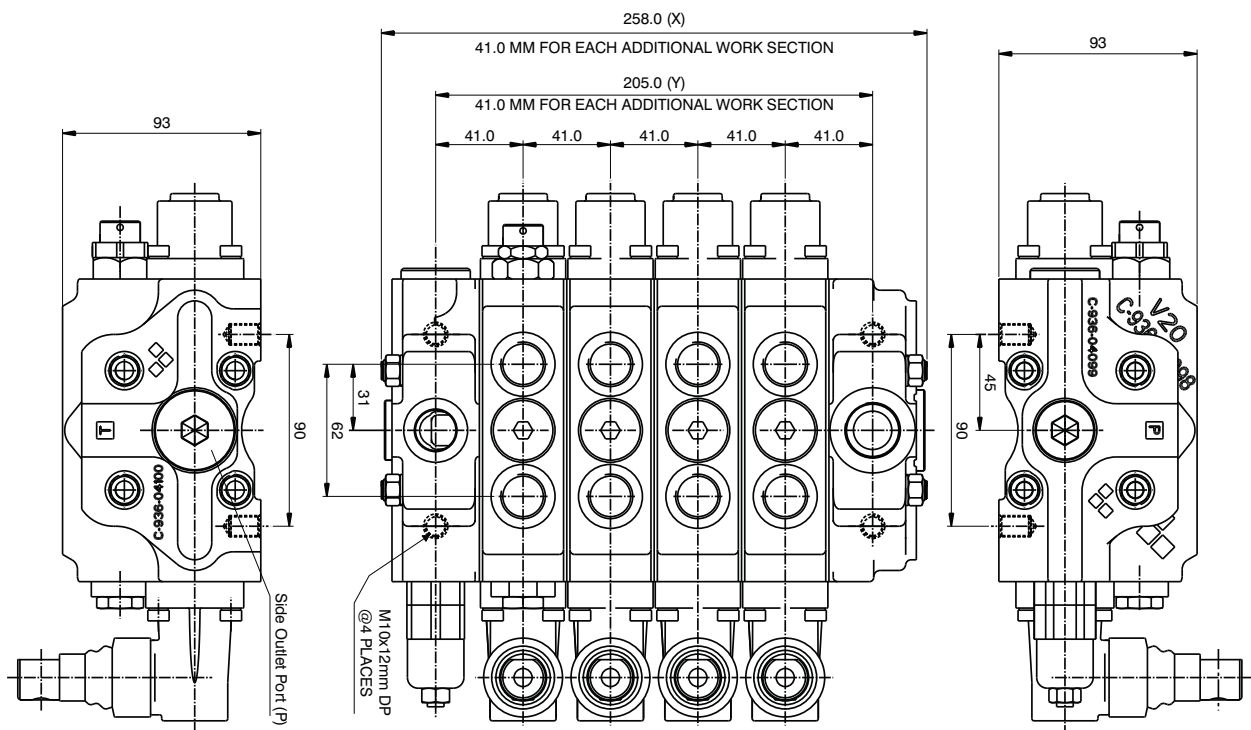 258.0 (X)
41.0 MM FOR EACH ADDITIONAL WORK SECTION
205.0 (Y)
41.0 MM FOR EACH ADDITIONAL WORK SECTION
41.0
41.0
41.0
41.0
41.0
93
93
31
62
90
T
C-936-04100
Side Outlet Port (P)
M10x12mm DP
@4 PLACES
V20
C-936
98
C-936-04099
P
45
90